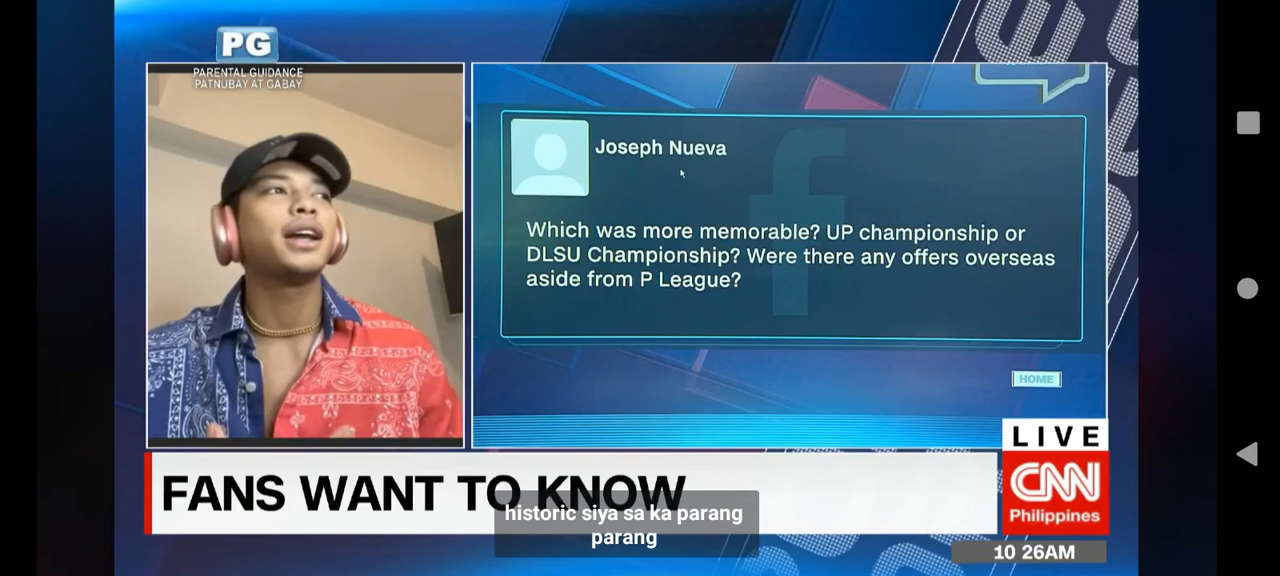 PG
PARENTAL GUIDANCE
PATNUBAY AT GABAY
Joseph Nueva
Which was more memorable? UP championship or
DLSU Championship? Were there any offers overseas
aside from P League?
HOME
LIVE
CNN
Philippines
FANS WANT TO KNOW
historic siya sa ka parang
parang
10 26AM